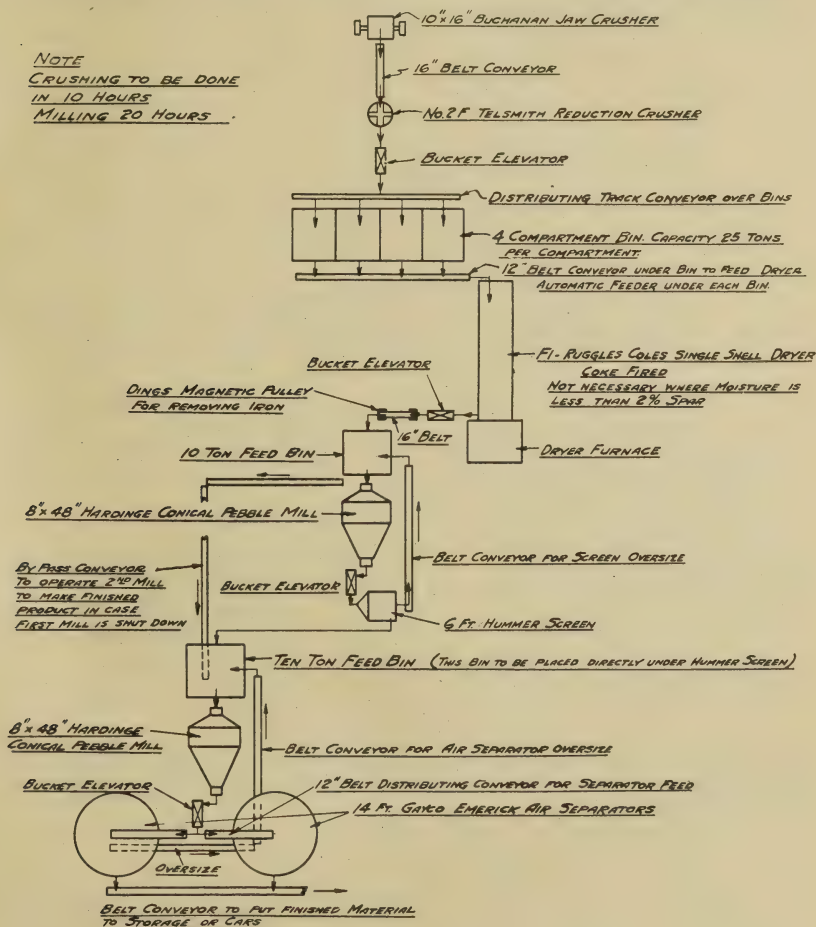 10"x16" BUCHANAN JAW CRUSHER
NOTE
CRUSHING TO BE DONE
IN 10 HOURS
MILLING 20 HOURS.
16" BELT CONVEYOR
NO. 2 F TELSMITH REDUCTION CRUSHER
BUCKET ELEVATOR
DISTRIBUTING TRACK CONVEYOR OVER BINS
4 COMPARTMENT BIN. CAPACITY 25 TONS
PER COMPARTMENT.
12" BELT CONVEYOR UNDER BIN TO FEED DRYER
AUTOMATIC FEEDER UNDER EACH BIN.
F1-RUGGLES COLES SINGLE SHELL DRYER
COKE FIRED
NOT NECESSARY WHERE MOISTURE IS
LESS THAN 2% SPAR
BUCKET ELEVATOR
DINGS MAGNETIC PULLEY
FOR REMOVING IRON
16" BELT
10 TON FEED BIN
DRYER FURNACE
8"x48" HARDINGE CONICAL PEBBLE MILL
BELT CONVEYOR FOR SCREEN OVERSIZE
BY PASS CONVEYOR
TO OPERATE 2ND MILL
TO MAKE FINISHED
PRODUCT IN CASE
FIRST MILL IS SHUT DOWN
BUCKET ELEVATOR
6 FT. HUMMER SCREEN
TEN TON FEED BIN (THIS BIN TO BE PLACED DIRECTLY UNDER HUMMER SCREEN)
8"x48" HARDINGE
CONICAL PEBBLE MILL
BELT CONVEYOR FOR AIR SEPARATOR OVERSIZE
BUCKET ELEVATOR
12" BELT DISTRIBUTING CONVEYOR FOR SEPARATOR FEED
14 FT. GAYCO EMERICK AIR SEPARATORS
OVERSIZE
BELT CONVEYOR TO PUT FINISHED MATERIAL
TO STORAGE OR CARS